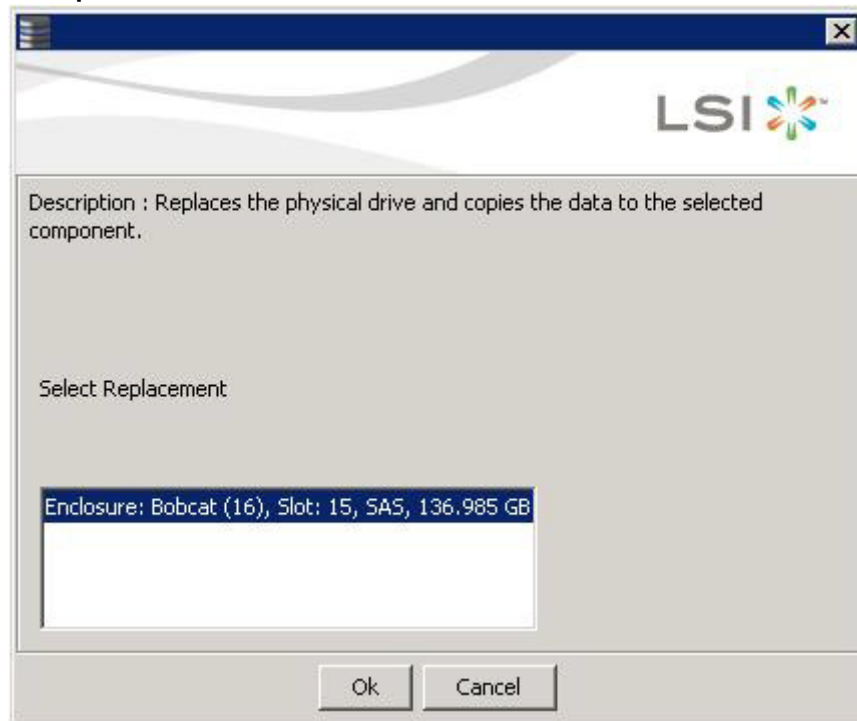 LSI
Description : Replaces the physical drive and copies the data to the selected
component.
Select Replacement
Enclosure: Bobcat (16), Slot: 15, SAS, 136.985 GB
Ok
Cancel